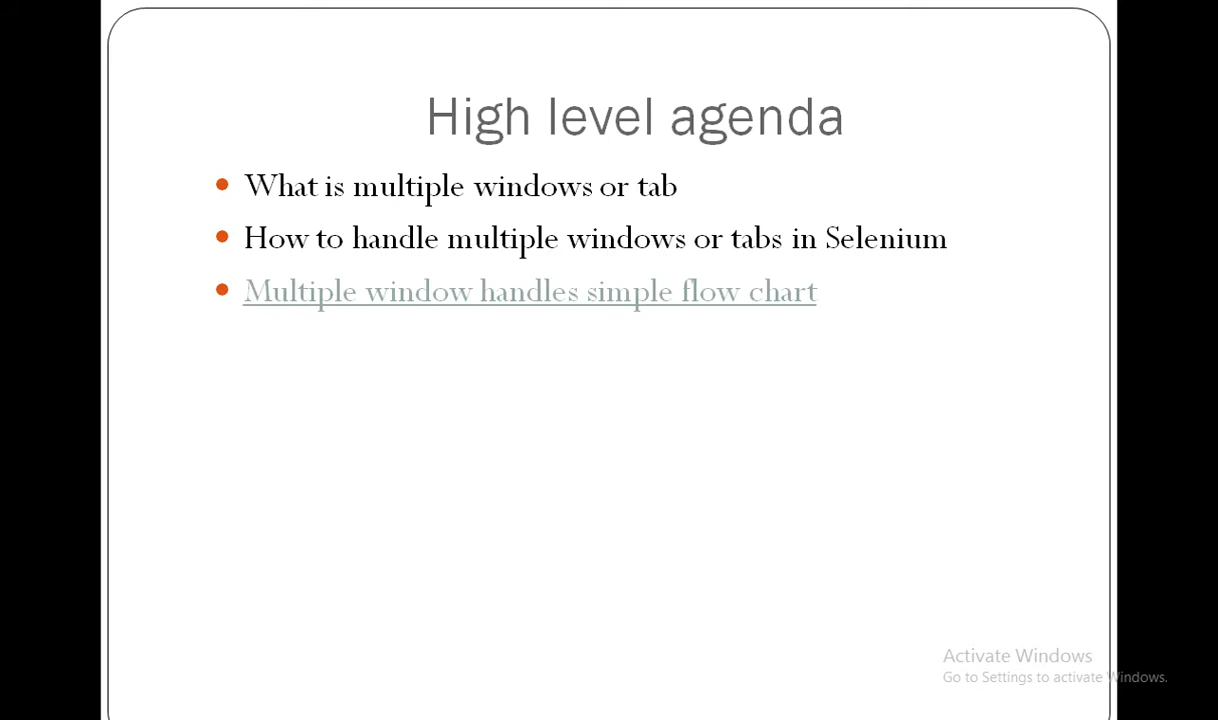 High level agenda
What is multiple windows or tab
How to handle multiple windows or tabs in Selenium
Multiple window handles simple flow chart
Activate Windows
Go to Settings to activate Windows.